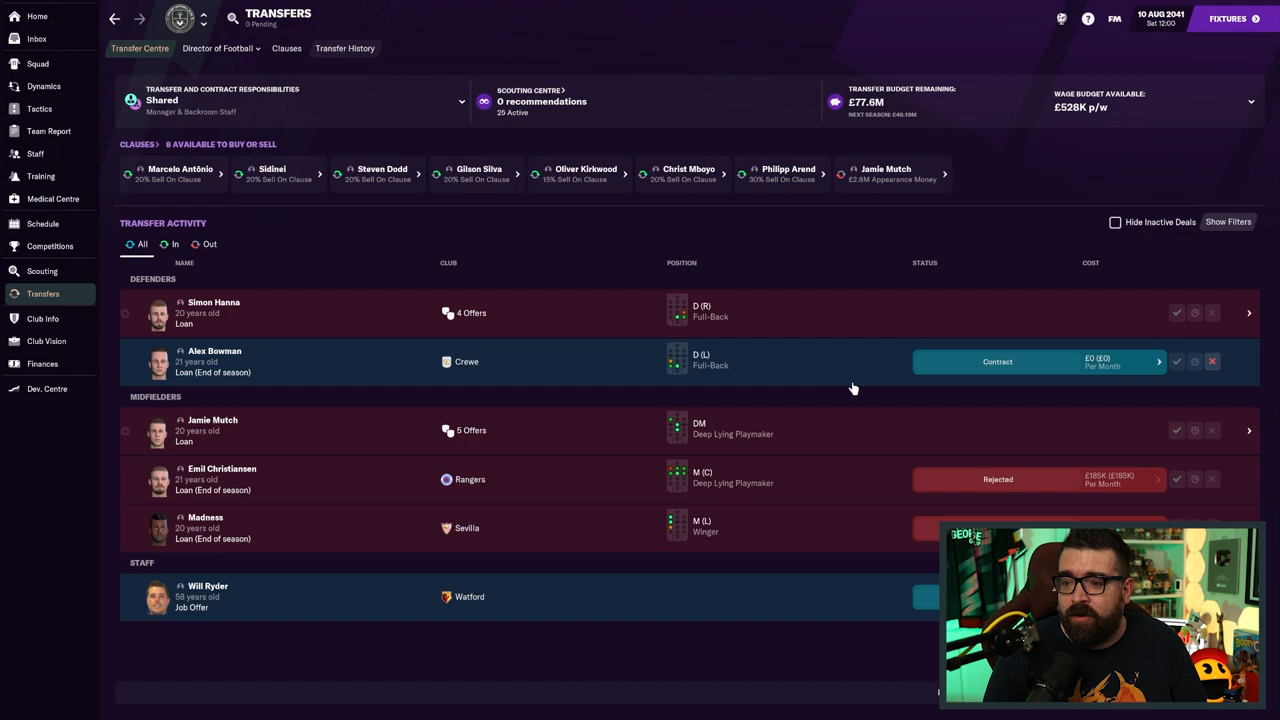 Home
Inbox
Squad
Dynamics
Tactics
Team Report
Staff
Training
Medical Centre
Schedule
Competitions
Scouting
Transfers
Club Info
Club Vision
Finances
Dev. Centre
TRANSFERS
0 Pending
FM
10 AUG 2041
Sat 12:00
FIXTURES
Transfer Centre
Director of Football
Clauses
Transfer History
TRANSFER AND CONTRACT RESPONSIBILITIES
Shared
Manager & Backroom Staff
SCOUTING CENTRE
0 recommendations
25 Active
TRANSFER BUDGET REMAINING:
£77.6M
NEXT SEASON: £46.19M
WAGE BUDGET AVAILABLE:
£528K p/w
CLAUSES 8 AVAILABLE TO BUY OR SELL
Marcelo Antônio
20% Sell On Clause
Sidinei
20% Sell On Clause
Steven Dodd
20% Sell On Clause
Gilson Silva
20% Sell On Clause
Oliver Kirkwood
15% Sell On Clause
Christ Mboyo
20% Sell On Clause
Philipp Arend
30% Sell On Clause
Jamie Mutch
£2.8M Appearance Money
TRANSFER ACTIVITY
Hide Inactive Deals
Show Filters
All
In
Out
NAME CLUB POSITION STATUS COST
DEFENDERS
Simon Hanna
20 years old
Loan
4 Offers
D (R)
Full-Back
Alex Bowman
21 years old
Loan (End of season)
Crewe
D (L)
Full-Back
Contract
£0 (£0)
Per Month
MIDFIELDERS
Jamie Mutch
20 years old
Loan
5 Offers
DM
Deep Lying Playmaker
Emil Christiansen
21 years old
Loan (End of season)
Rangers
M (C)
Deep Lying Playmaker
Rejected
£185K (£185K)
Per Month
Madness
20 years old
Loan (End of season)
Sevilla
M (L)
Winger
STAFF
Will Ryder
58 years old
Job Offer
Watford